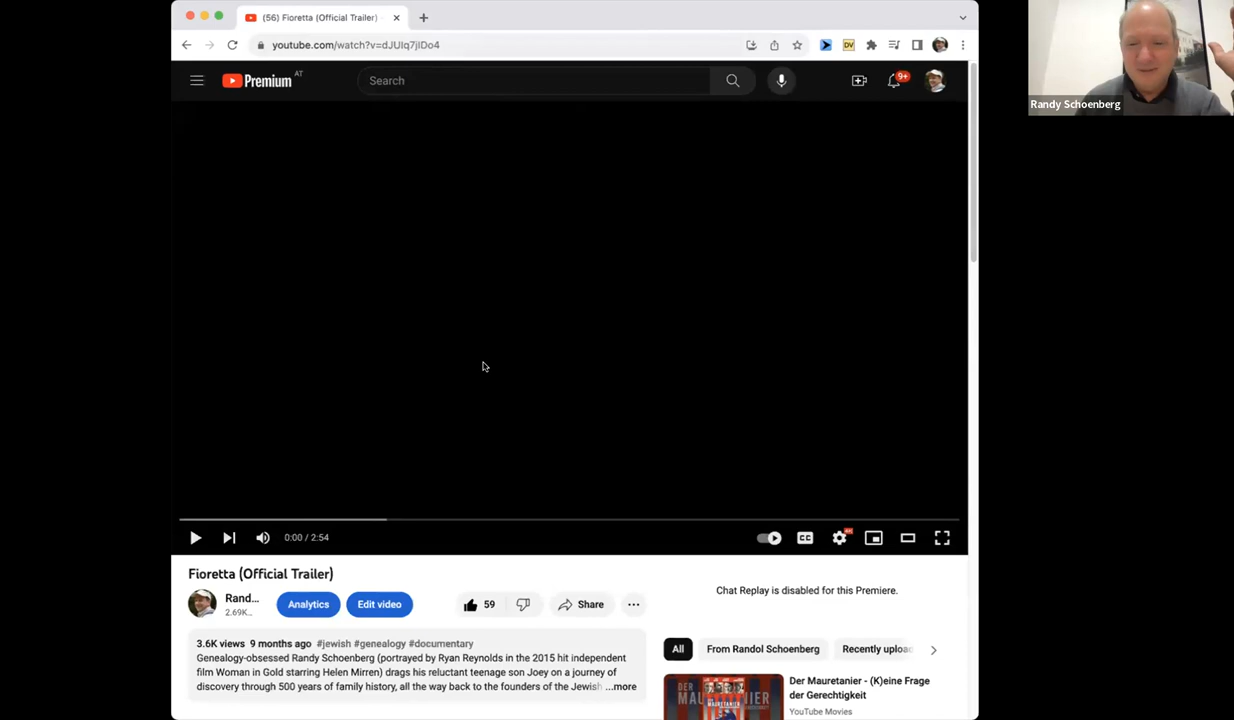 (56) Fioretta (Official Trailer)
youtube.com/watch?v=dJUlq7jIDo4
DV
Premium AT
Search
9+
Randy Schoenberg
0:00 / 2:54
CC
Fioretta (Official Trailer)
Rand...
2.69K...
Analytics
Edit video
59
Share
Chat Replay is disabled for this Premiere.
3.6K views 9 months ago #jewish #genealogy #documentary
Genealogy-obsessed Randy Schoenberg (portrayed by Ryan Reynolds in the 2015 hit independent
film Woman in Gold starring Helen Mirren) drags his reluctant teenage son Joey on a journey of
discovery through 500 years of family history, all the way back to the founders of the Jewish ...more
All
From Randol Schoenberg
Recently uploa
DER
Der Mauretanier - (K)eine Frage
der Gerechtigkeit
YouTube Movies